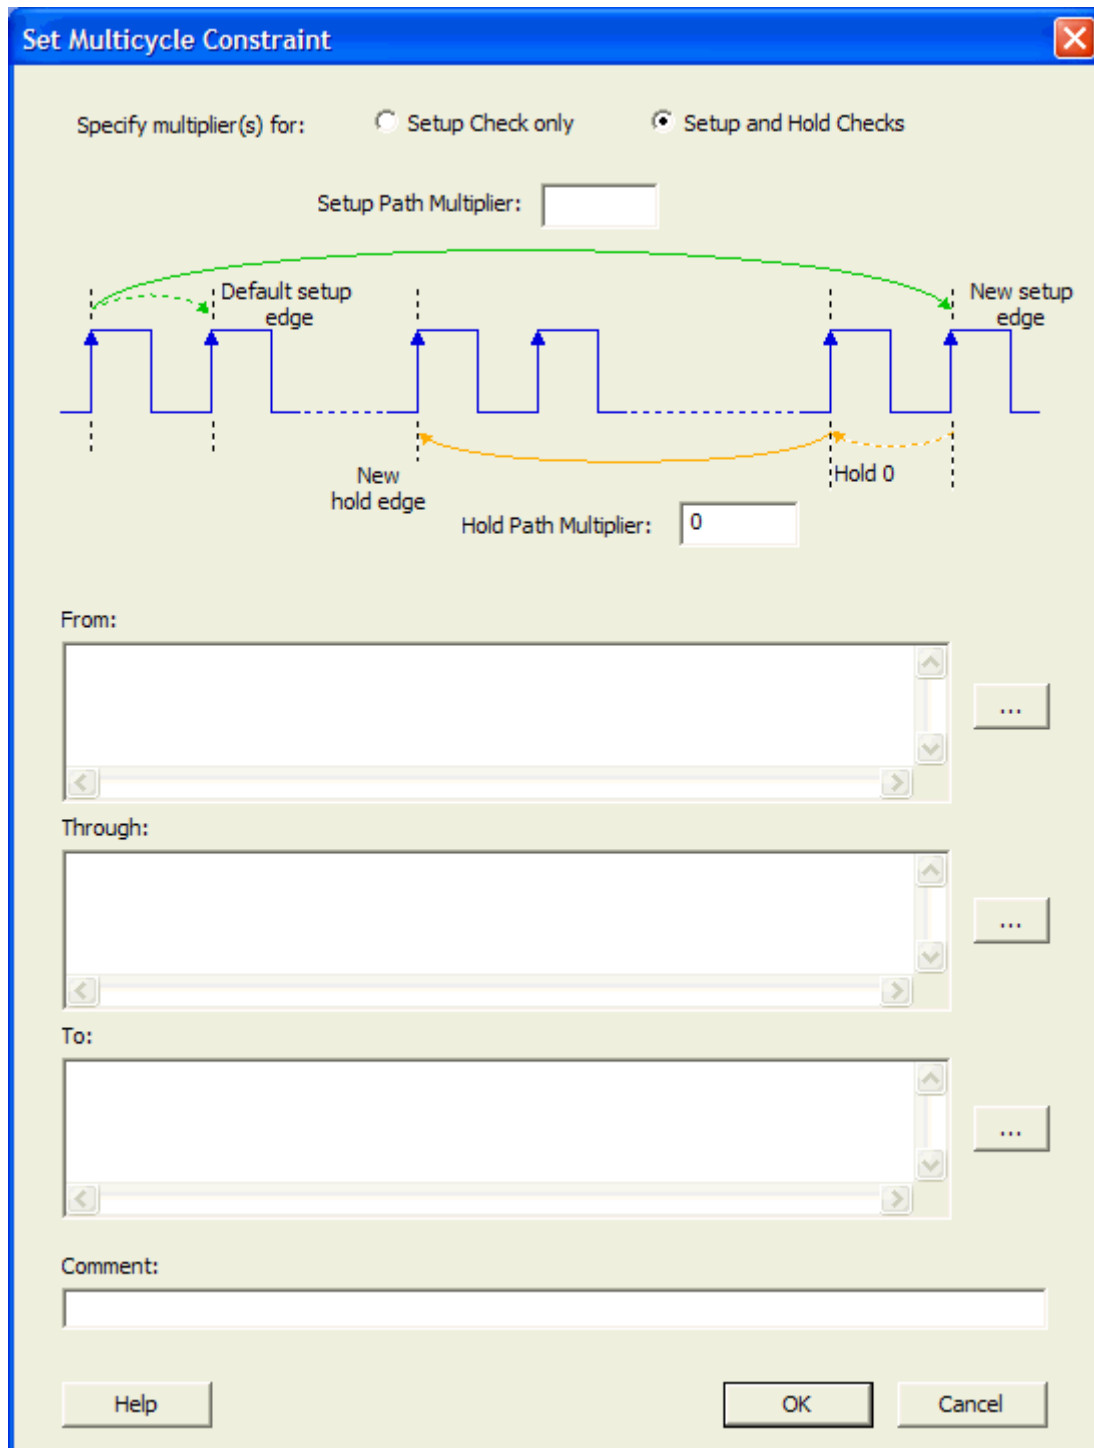 Set Multicycle Constraint
Specify multiplier(s) for:
Setup Check only
Setup and Hold Checks
Setup Path Multiplier:
Default setup
edge
New setup
edge
New
hold edge
Hold 0
Hold Path Multiplier:
0
From:
...
Through:
...
To:
...
Comment:
Help
OK
Cancel